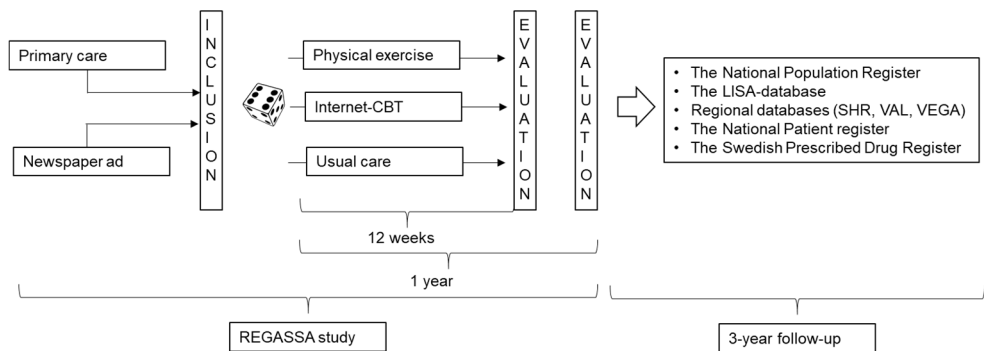 Primary care
Newspaper ad
INCLUSION
Physical exercise
Internet-CBT
Usual care
EVALUATION
EVALUATION
• The National Population Register
• The LISA-database
• Regional databases (SHR, VAL, VEGA)
• The National Patient register
• The Swedish Prescribed Drug Register
12 weeks
1 year
REGASSA study
3-year follow-up